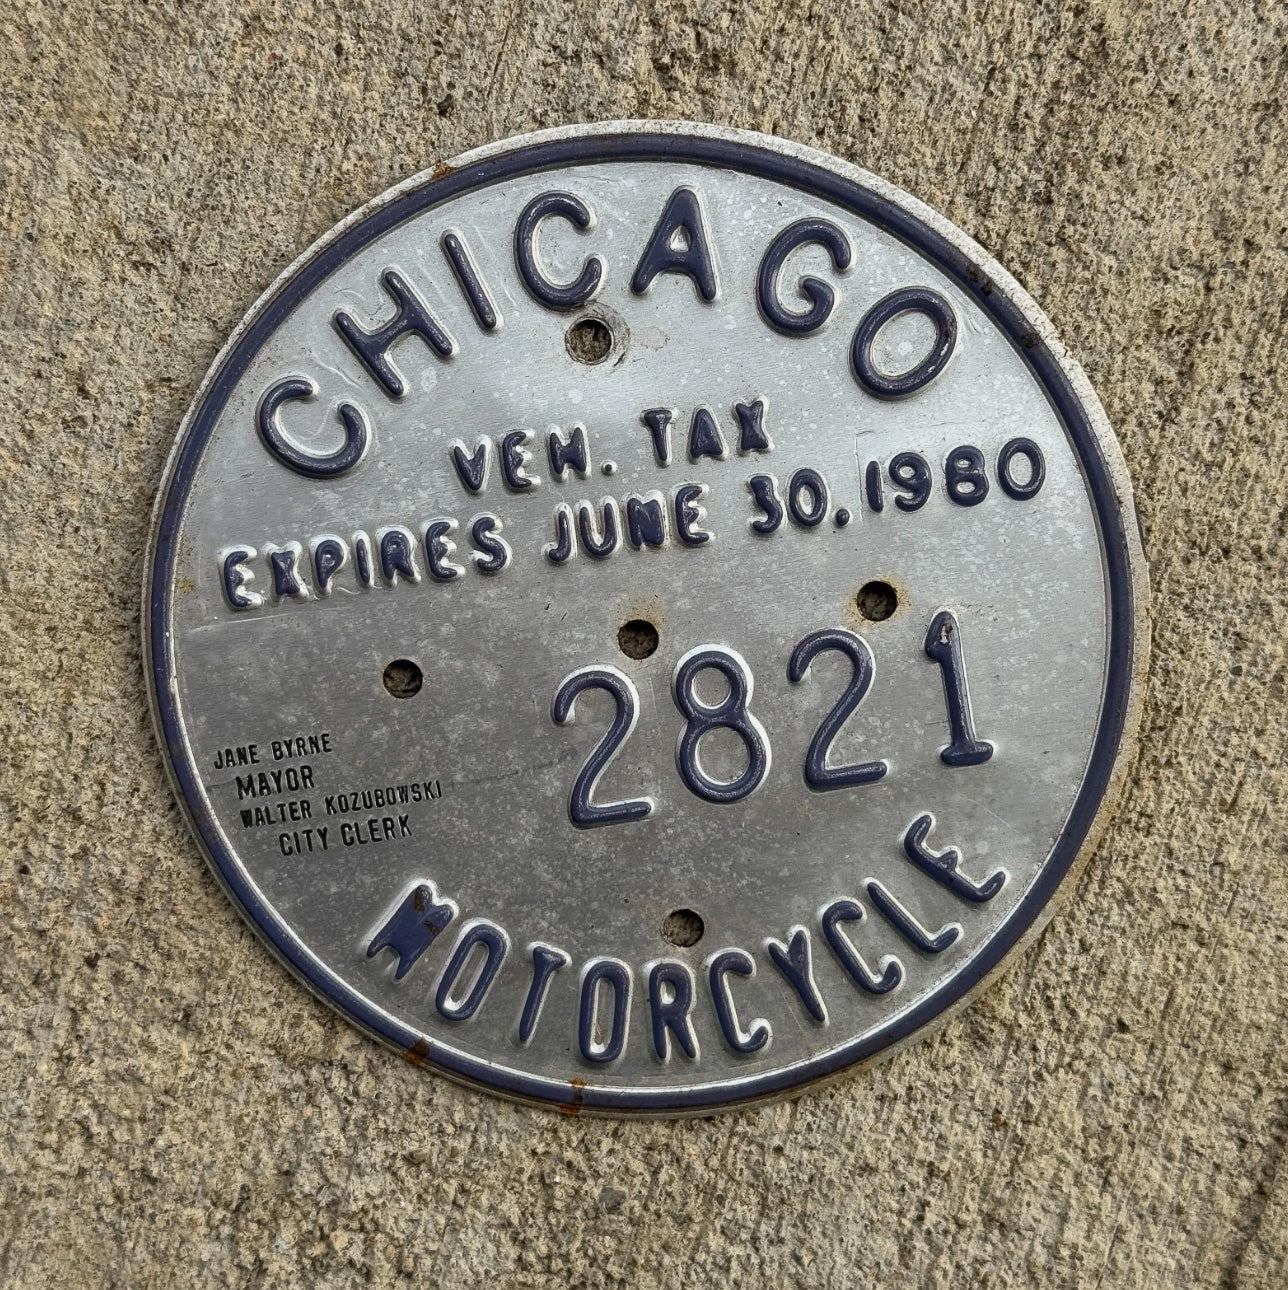 CHICAGO
VEH. TAX
EXPIRES JUNE 30. 1980
2821
JANE BYRNE
MAYOR
WALTER KOZUBOWSKI
CITY CLERK
MOTORCYCLE